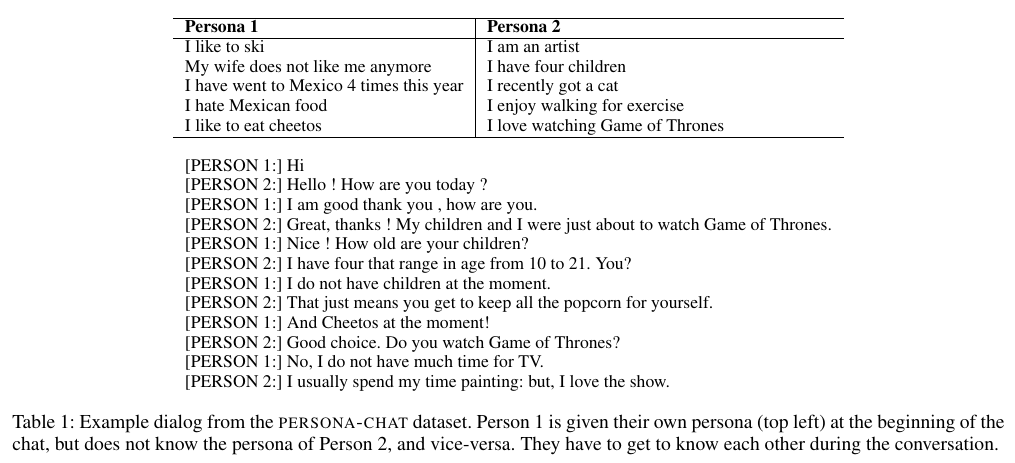 Persona 1 Persona 2
I like to ski I am an artist
My wife does not like me anymore I have four children
I have went to Mexico 4 times this year I recently got a cat
I hate Mexican food I enjoy walking for exercise
I like to eat cheetos I love watching Game of Thrones
[PERSON 1:] Hi
[PERSON 2:] Hello ! How are you today ?
[PERSON 1:] I am good thank you , how are you.
[PERSON 2:] Great, thanks ! My children and I were just about to watch Game of Thrones.
[PERSON 1:] Nice ! How old are your children?
[PERSON 2:] I have four that range in age from 10 to 21. You?
[PERSON 1:] I do not have children at the moment.
[PERSON 2:] That just means you get to keep all the popcorn for yourself.
[PERSON 1:] And Cheetos at the moment!
[PERSON 2:] Good choice. Do you watch Game of Thrones?
[PERSON 1:] No, I do not have much time for TV.
[PERSON 2:] I usually spend my time painting: but, I love the show.
Table 1: Example dialog from the PERSONA-CHAT dataset. Person 1 is given their own persona (top left) at the beginning of the
chat, but does not know the persona of Person 2, and vice-versa. They have to get to know each other during the conversation.